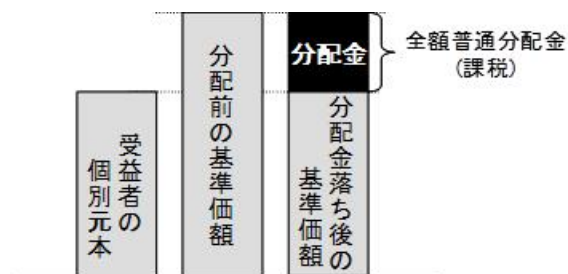 受益者の
個別元本
分配前の基準価額
分配金
分配金落ち後の
基準価額
全額普通分配金
(課税)